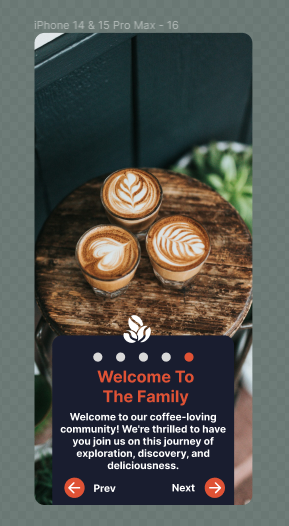 iPhone 14 & 15 Pro Max - 16
Welcome To
The Family
Welcome to our coffee-loving
community! We're thrilled to have
you join us on this journey of
exploration, discovery, and
deliciousness.
Prev Next